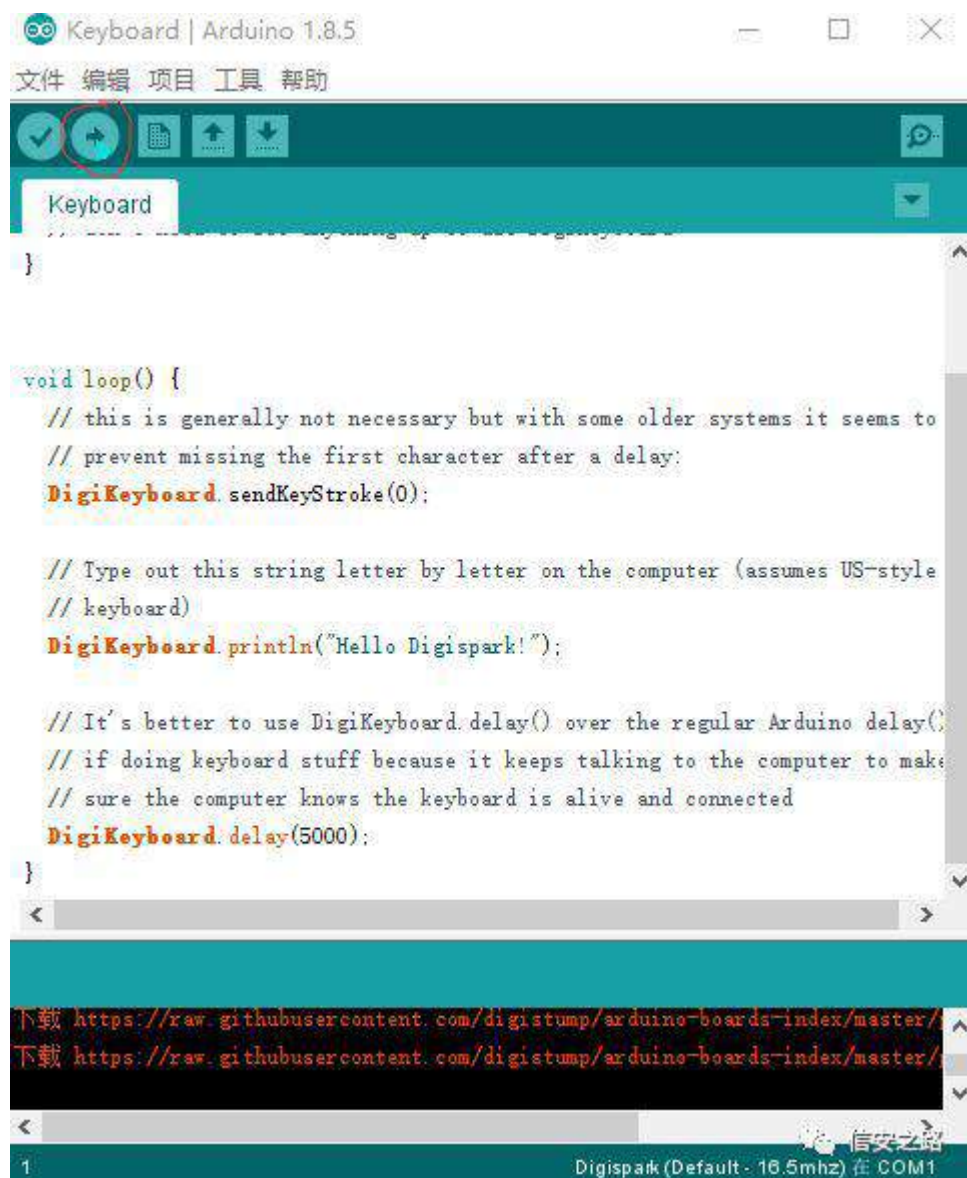 Keyboard | Arduino 1.8.5
文件 编辑 项目 工具 帮助
Keyboard
}
void loop() {
// this is generally not necessary but with some older systems it seems to
// prevent missing the first character after a delay:
DigiKeyboard.sendKeyStroke(0);
// Type out this string letter by letter on the computer (assumes US-style
// keyboard)
DigiKeyboard.println("Hello Digispark!");
// It's better to use DigiKeyboard.delay() over the regular Arduino delay()
// if doing keyboard stuff because it keeps talking to the computer to make
// sure the computer knows the keyboard is alive and connected
DigiKeyboard.delay(5000);
}
下载 https://raw.githubusercontent.com/digistump/arduino-boards-index/master/
下载 https://raw.githubusercontent.com/digistump/arduino-boards-index/master/
信安之路
1
Digispark (Default - 16.5mhz) 在 COM1